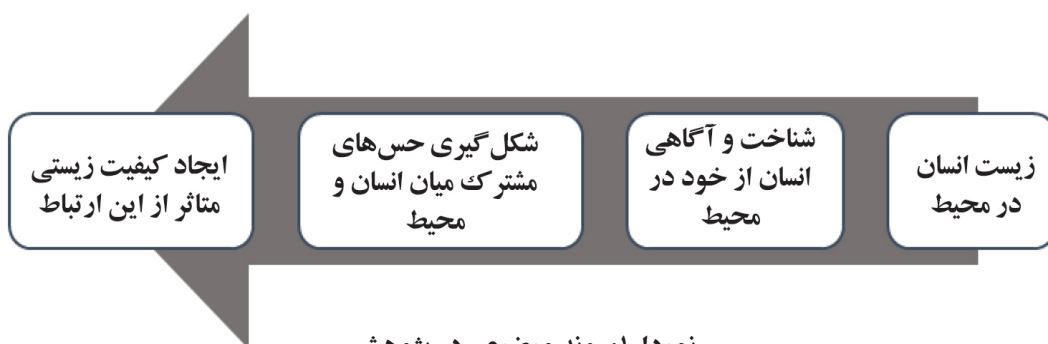 زیست انسان
در محیط
شناخت و آگاهی
انسان از خود در
محیط
شکل گیری حس‌های
مشترک میان انسان و
محیط
ایجاد کیفیت زیستی
متاثر از این ارتباط